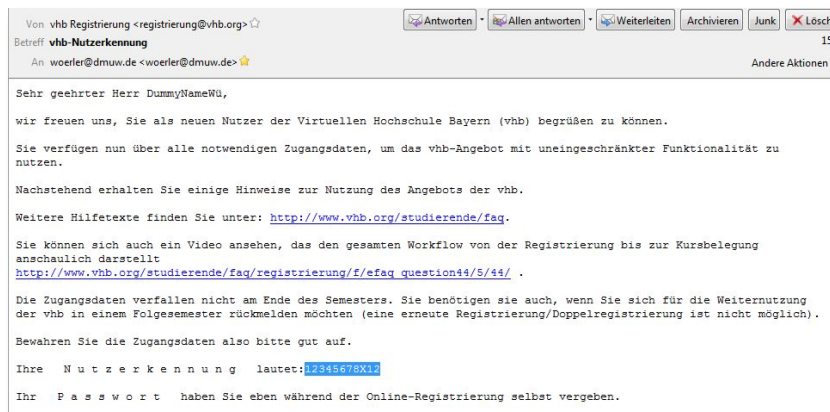 Von vhb Registrierung <registrierung@vhb.org> Antworten Allen antworten Weiterleiten Archivieren Junk Lösch
Betreff vhb-Nutzerkennung 15
An woerler@dmuw.de <woerler@dmuw.de> Andere Aktionen
Sehr geehrter Herr DummyNameWü,
wir freuen uns, Sie als neuen Nutzer der Virtuellen Hochschule Bayern (vhb) begrüßen zu können.
Sie verfügen nun über alle notwendigen Zugangsdaten, um das vhb-Angebot mit uneingeschränkter Funktionalität zu
nutzen.
Nachstehend erhalten Sie einige Hinweise zur Nutzung des Angebots der vhb.
Weitere Hilfetexte finden Sie unter: http://www.vhb.org/studierende/faq.
Sie können sich auch ein Video ansehen, das den gesamten Workflow von der Registrierung bis zur Kursbelegung
anschaulich darstellt
http://www.vhb.org/studierende/faq/registrierung/f/efaq_question44/5/44/ .
Die Zugangsdaten verfallen nicht am Ende des Semesters. Sie benötigen sie auch, wenn Sie sich für die Weiternutzung
der vhb in einem Folgesemester rückmelden möchten (eine erneute Registrierung/Doppelregistrierung ist nicht möglich).
Bewahren Sie die Zugangsdaten also bitte gut auf.
Ihre N u t z e r k e n n u n g lautet:12345678X12
Ihr P a s s w o r t haben Sie eben während der Online-Registrierung selbst vergeben.